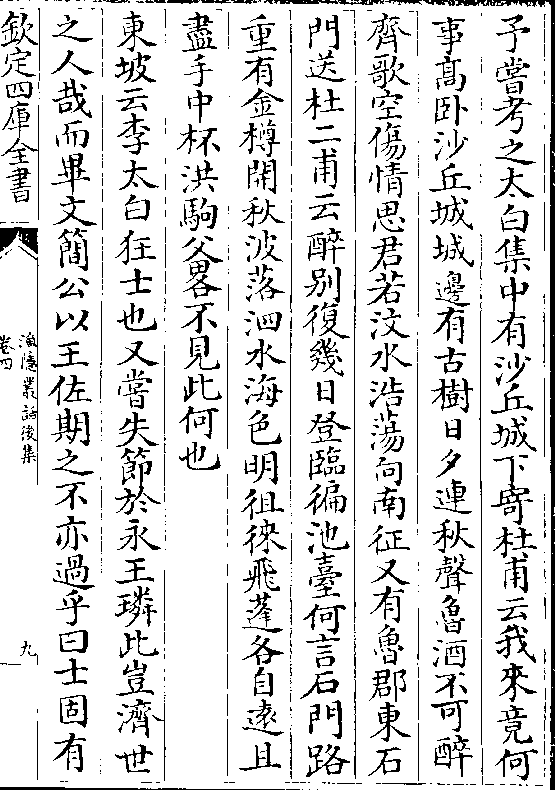 予嘗考之太白集中有沙丘城下寄杜甫云我來竟何
事髙卧沙丘城城邊有古樹日夕連秋聲魯酒不可醉
齊歌空傷情思君若汶水浩蕩向南征又有魯郡東石
門送杜二甫云醉别復幾日登臨徧池臺何言石門路
重有金樽開秋波落泗水海色明徂徠飛蓬各自逺且
盡手中杯洪駒父畧不見此何也
東坡云李太白狂士也又嘗失節於永王璘此豈濟世
之人哉而畢文簡公以王佐期之不亦過乎曰士固有
欽定四庫全書
漁隱叢話後集
卷四
九